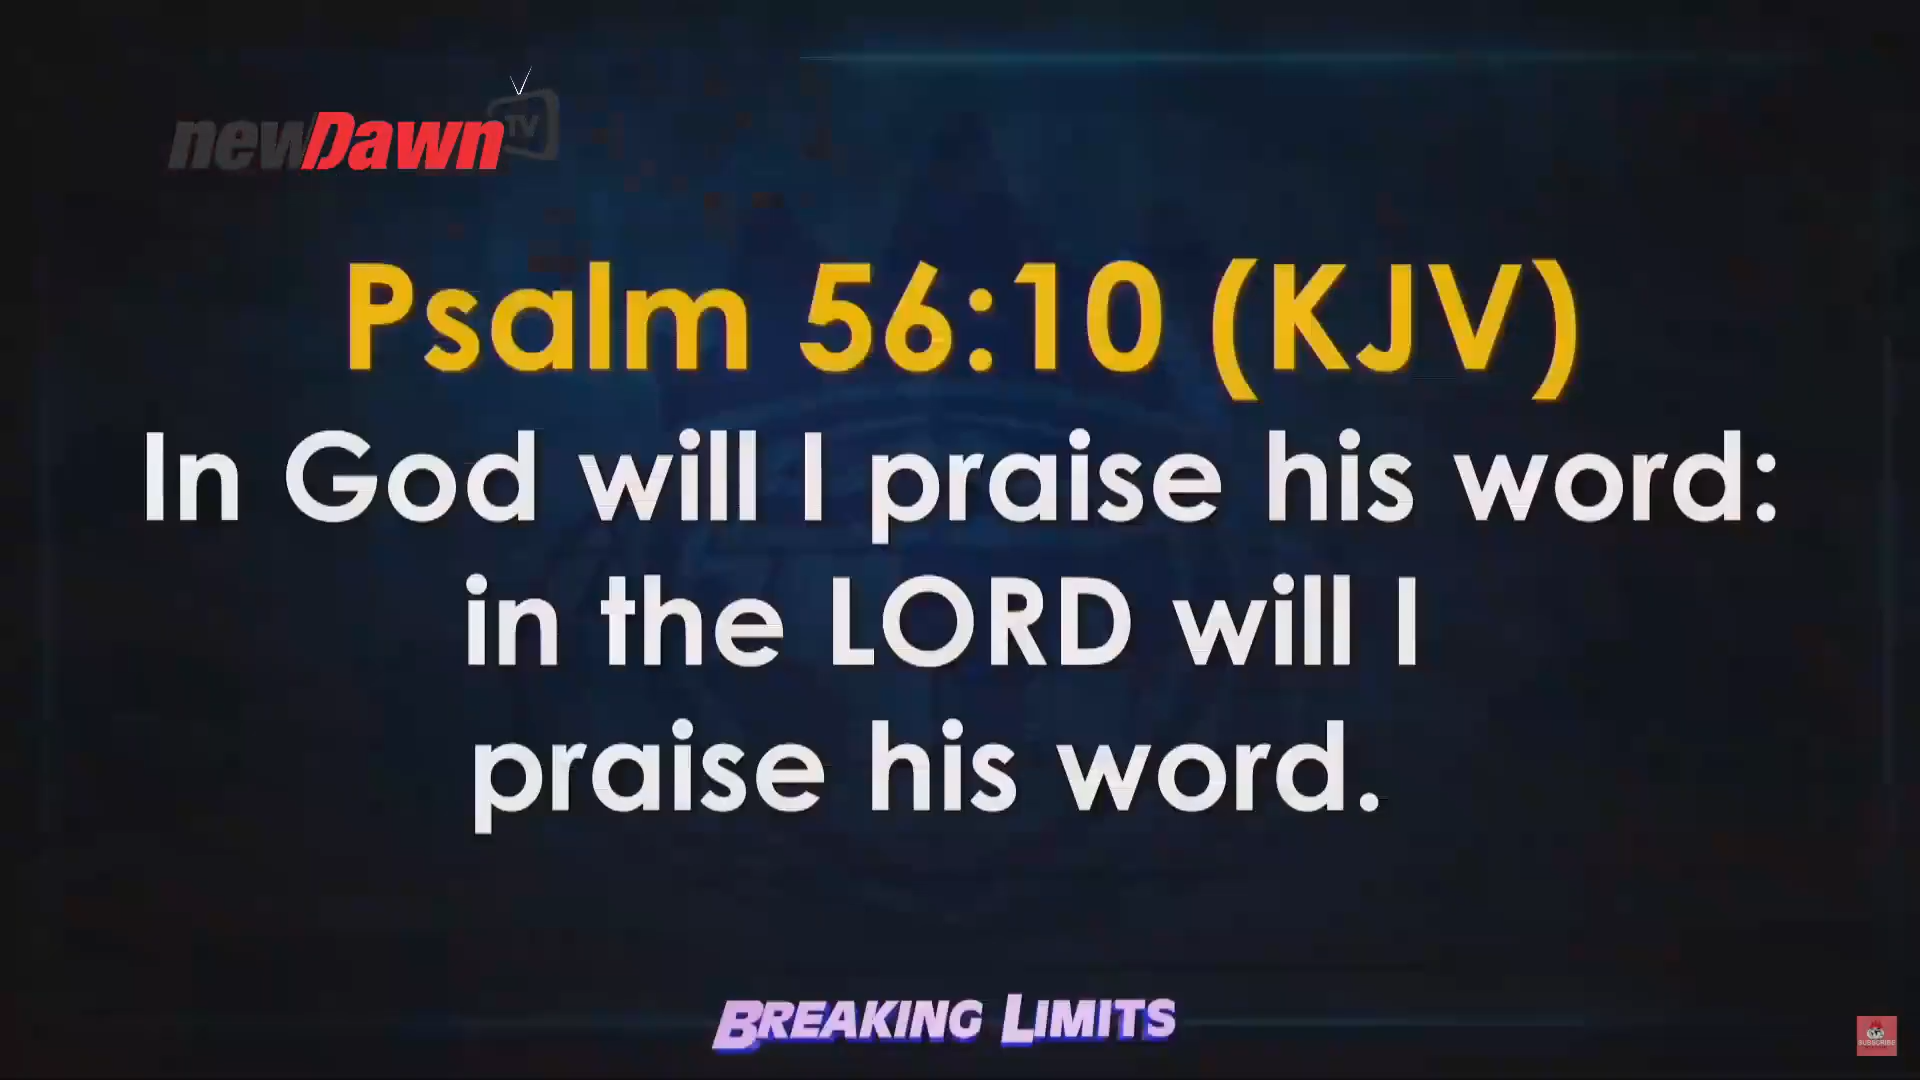 newDawn TV
Psalm 56:10 (KJV)
In God will I praise his word:
in the LORD will I
praise his word.
BREAKING LIMITS
SUBSCRIBE